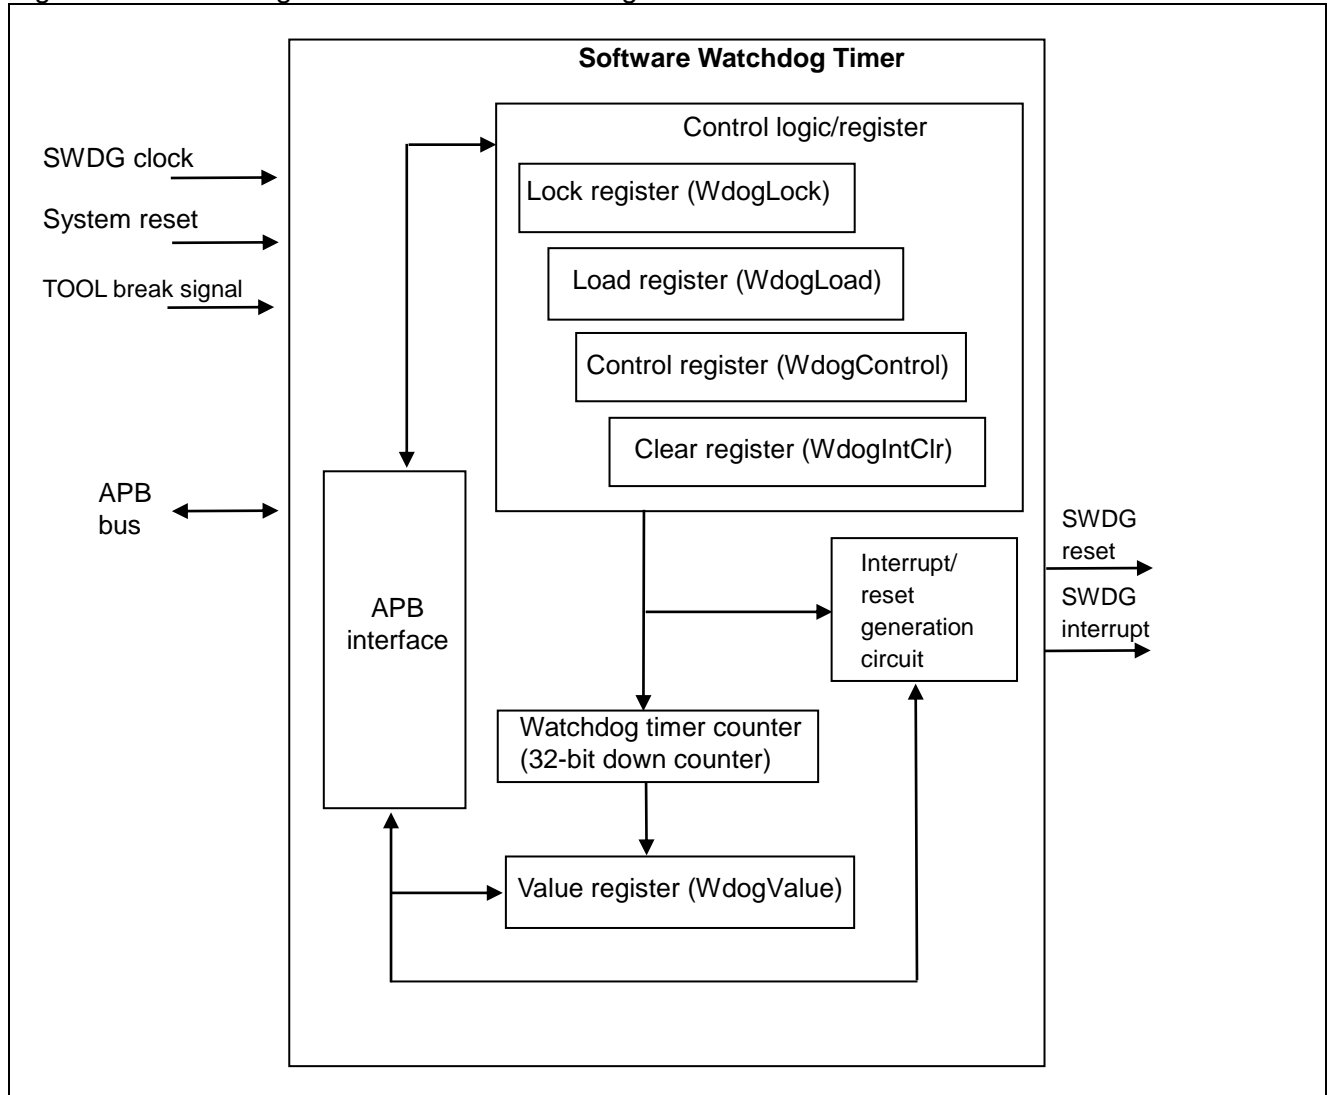 Software Watchdog Timer
Control logic/register
SWDG clock
Lock register (WdogLock)
System reset
Load register (WdogLoad)
TOOL break signal
Control register (WdogControl)
Clear register (WdogIntClr)
APB
bus
SWDG
reset
Interrupt/
reset
generation
circuit
SWDG
interrupt
APB
interface
Watchdog timer counter
(32-bit down counter)
Value register (WdogValue)